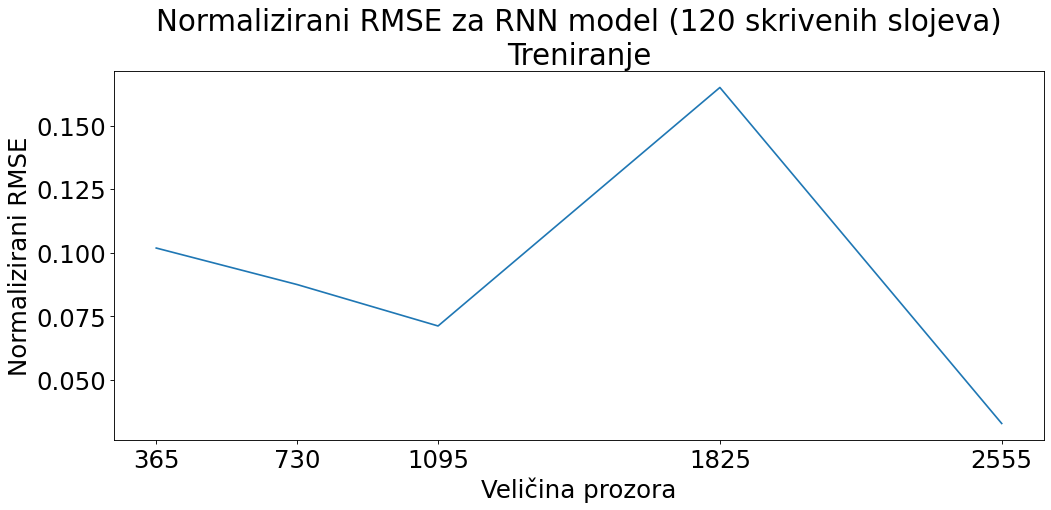 Normalizirani RMSE za RNN model (120 skrivenih slojeva)
Treniranje
Normalizirani RMSE
0.150
0.125
0.100
0.075
0.050
365 730 1095 1825 2555
Veličina prozora